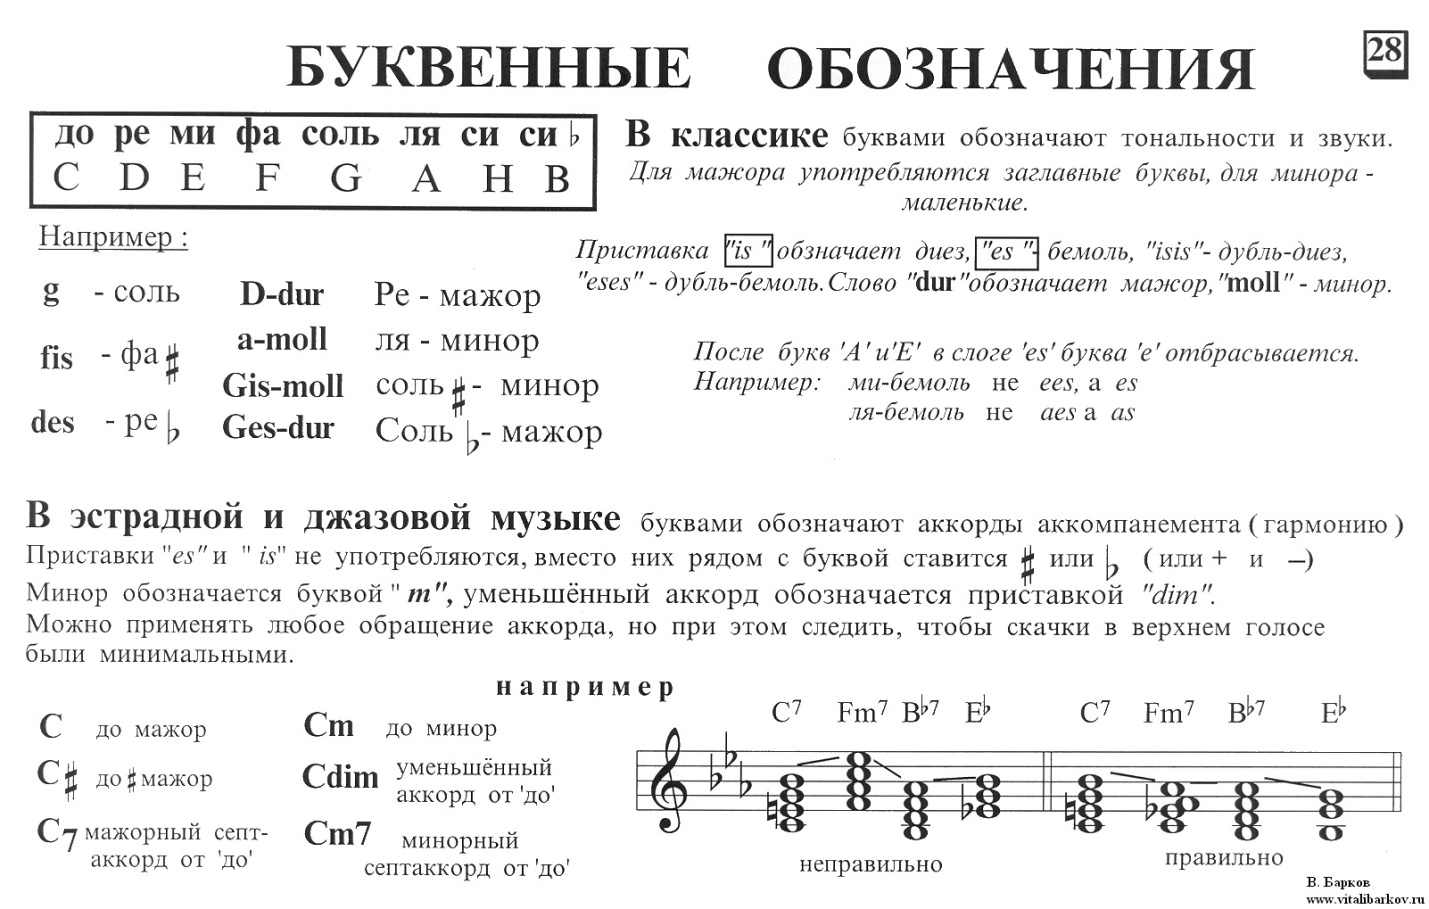 БУКВЕННЫЕ ОБОЗНАЧЕНИЯ
28
до ре ми фа соль ля си си ♭
C D E F G A H B
В классике буквами обозначают тональности и звуки.
Для мажора употребляются заглавные буквы, для минора -
маленькие.
Например :
Приставка "is " обзначает диез, "es "- бемоль, "isis"- дубль-диез,
"eses" - дубль-бемоль. Слово "dur"обозначает мажор, "moll" - минор.
g - соль D-dur Ре - мажор
a-moll ля - минор
fis - фа♯
Gis-moll соль♯ - минор
des - ре♭
Ges-dur Соль♭- мажор
После букв 'A' и'E' в слоге 'es' буква 'e' отбрасывается.
Например: ми-бемоль не ees, а es
ля-бемоль не aes а as
В эстрадной и джазовой музыке буквами обозначают аккорды аккомпанемента ( гармонию )
Приставки "es" и " is" не употребляются, вместо них рядом с буквой ставится ♯ или ♭ ( или + и –)
Минор обозначается буквой " m", уменьшённый аккорд обозначается приставкой "dim".
Можно применять любое обращение аккорда, но при этом следить, чтобы скачки в верхнем голосе
были минимальными.
например
C до мажор Cm до минор
C♯ до♯мажор Cdim уменьшённый
аккорд от 'до'
C7 мажорный септ-
аккорд от 'до'
Cm7 минорный
септаккорд от 'до'
C7 Fm7 B♭7 E♭ C7 Fm7 B♭7 E♭
неправильно правильно
В. Барков
www.vitalibarkov.ru